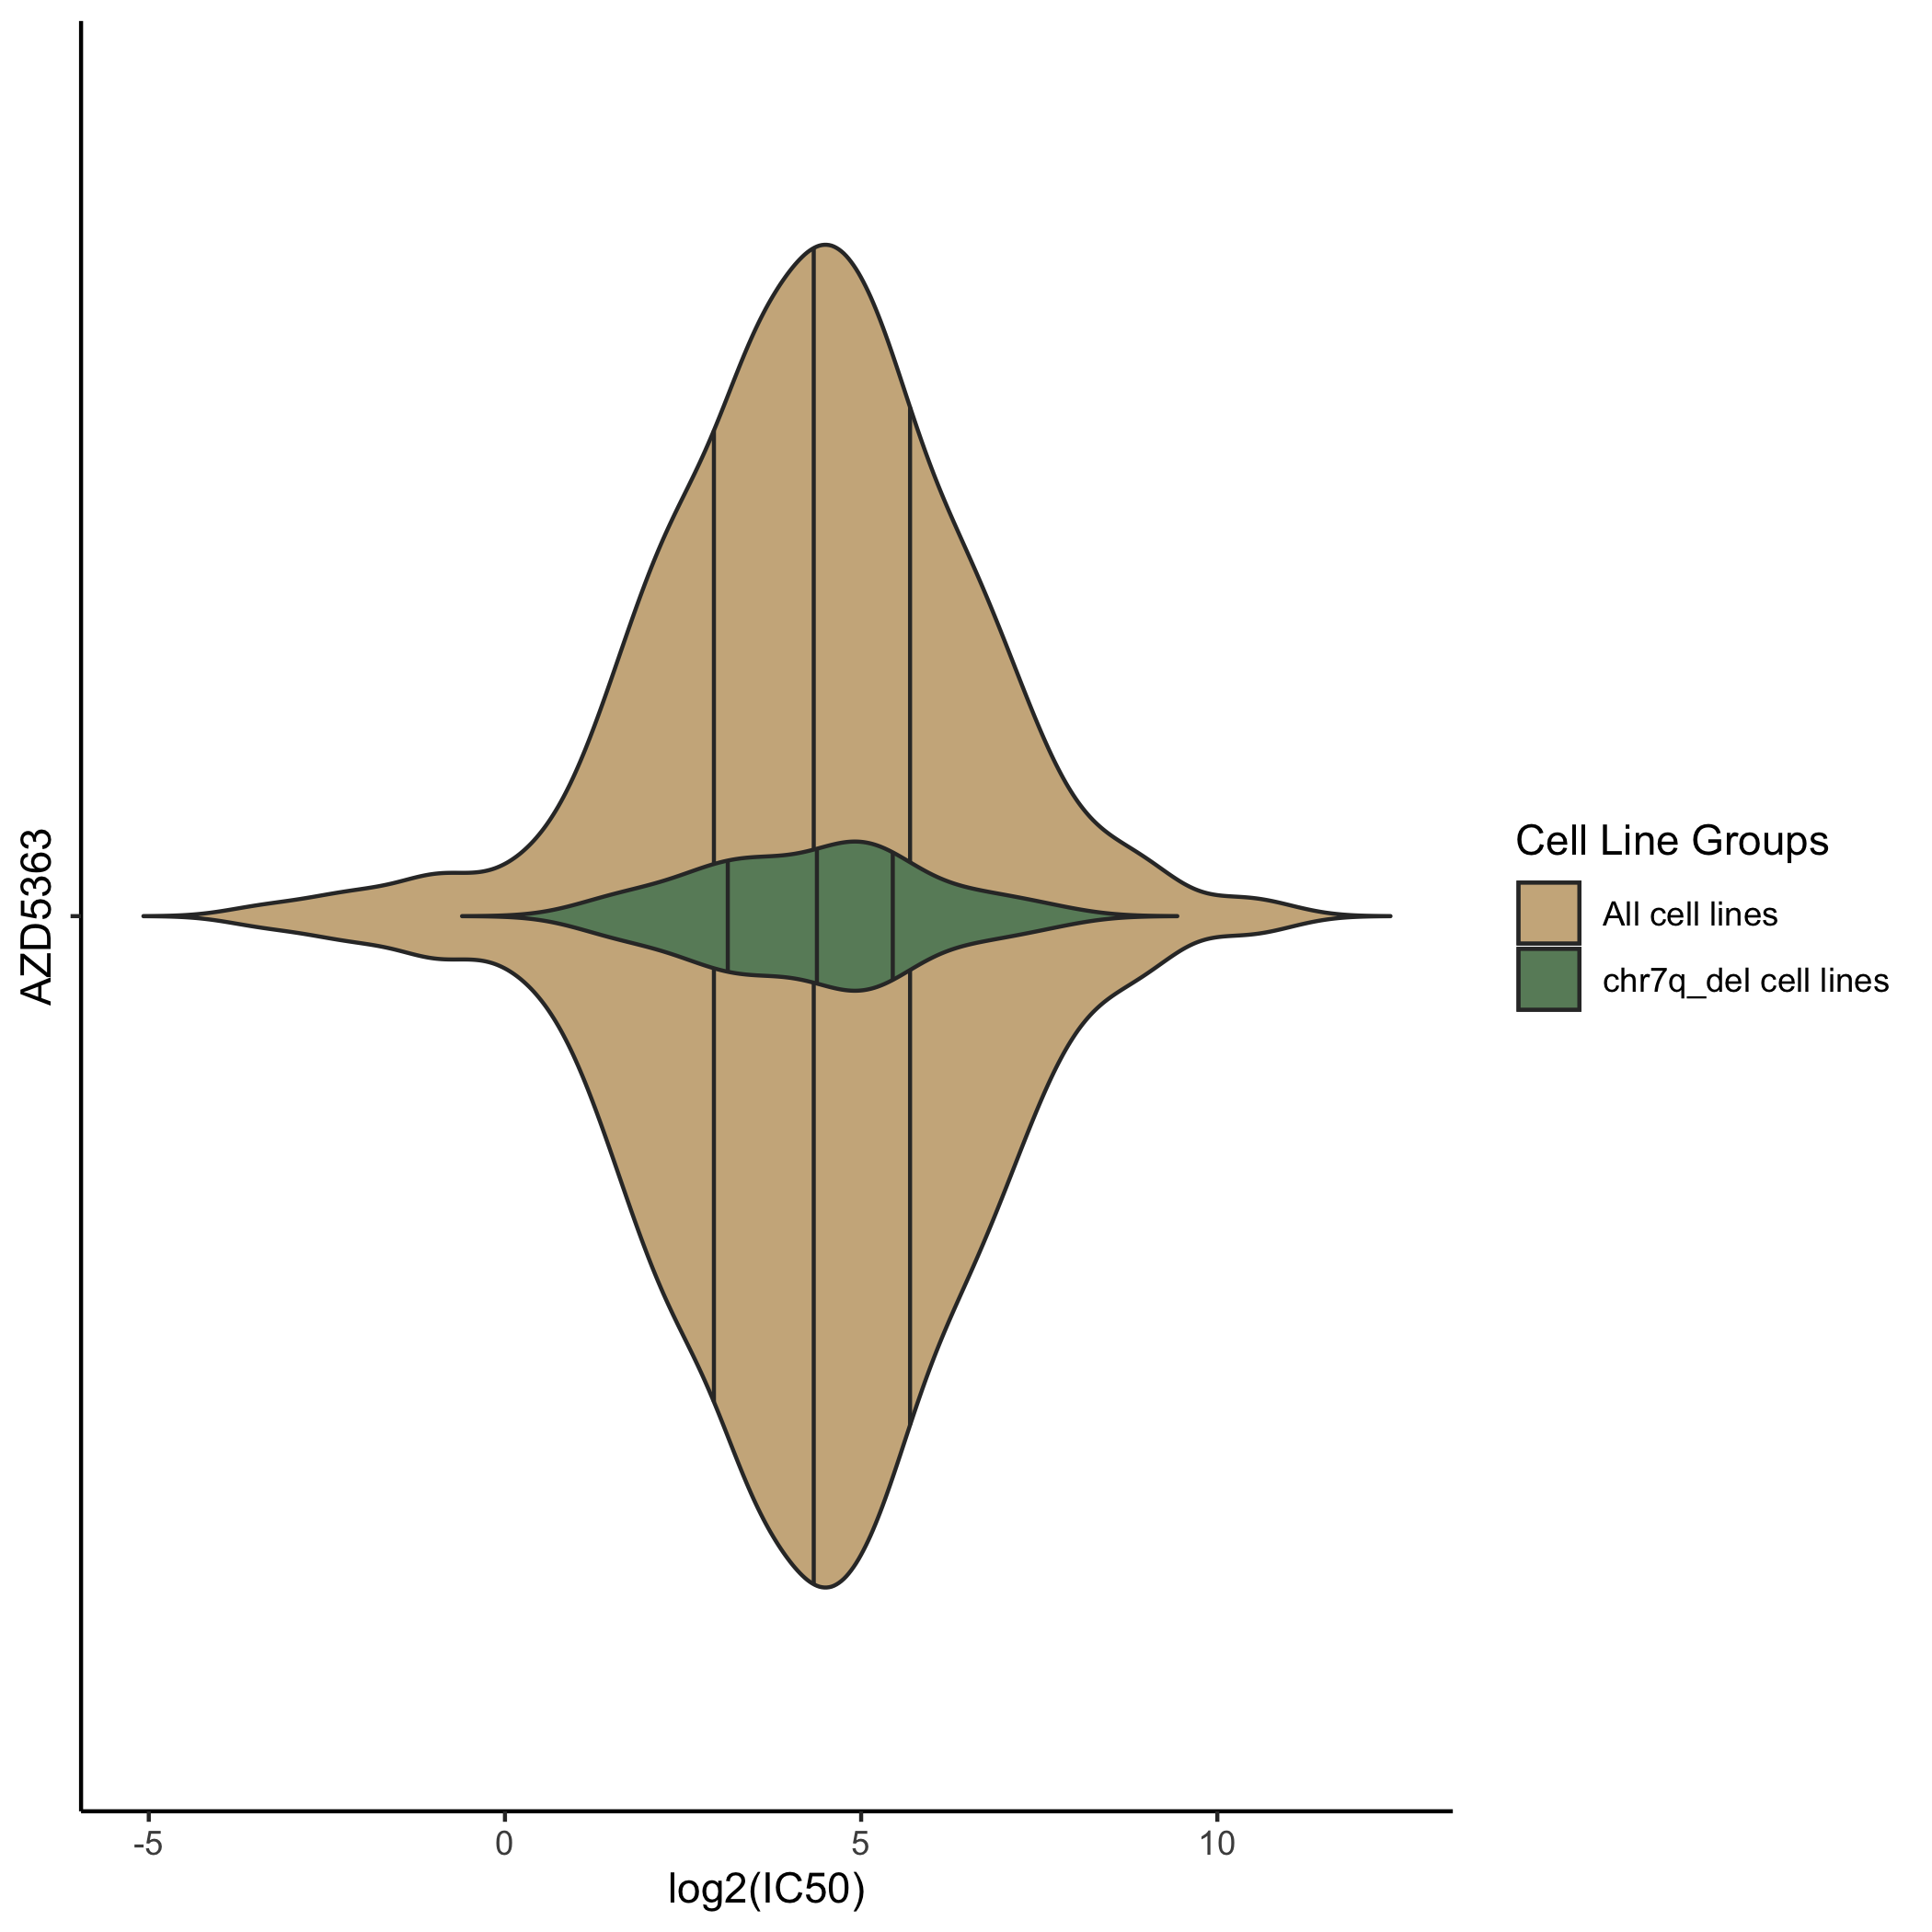 AZD5363
-5
0
5
10
log2(IC50)
Cell Line Groups
All cell lines
chr7q_del cell lines